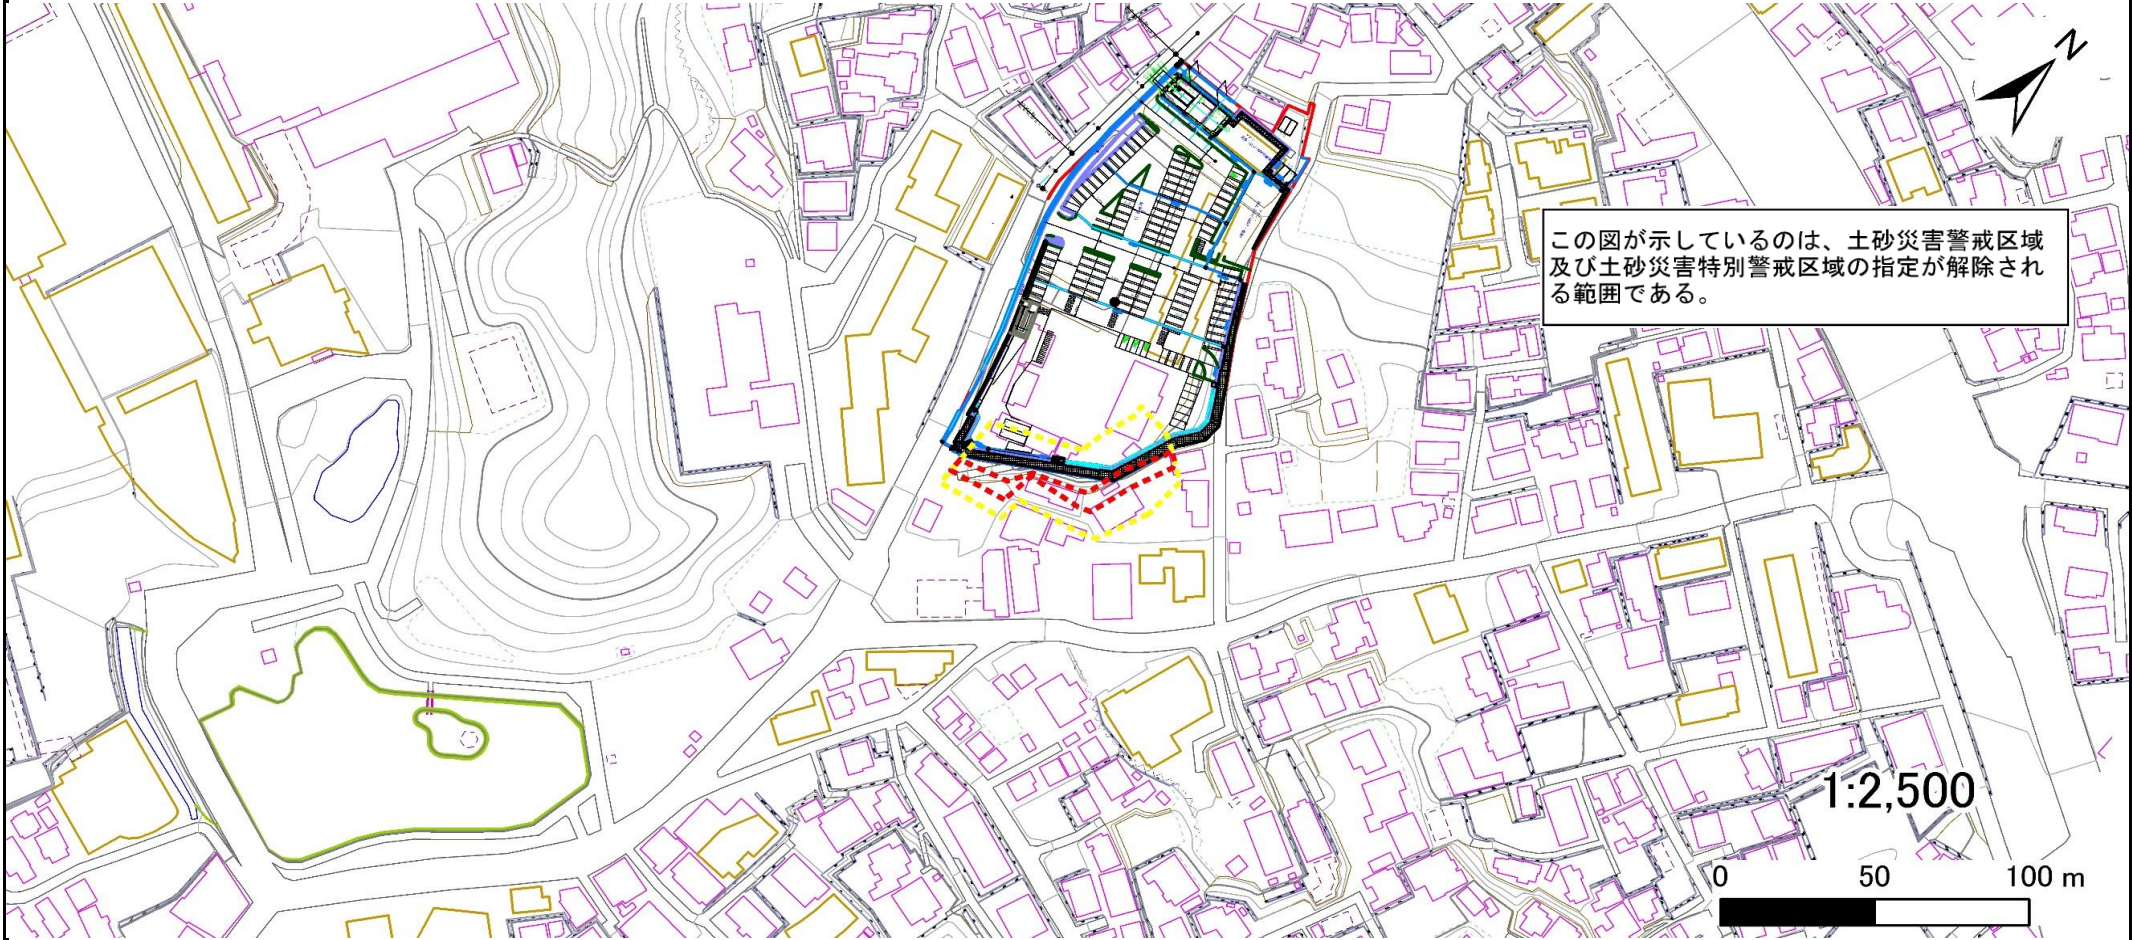 N
この図が示しているのは、土砂災害警戒区域
及び土砂災害特別警戒区域の指定が解除され
る範囲である。
1:2,500
0 50 100 m